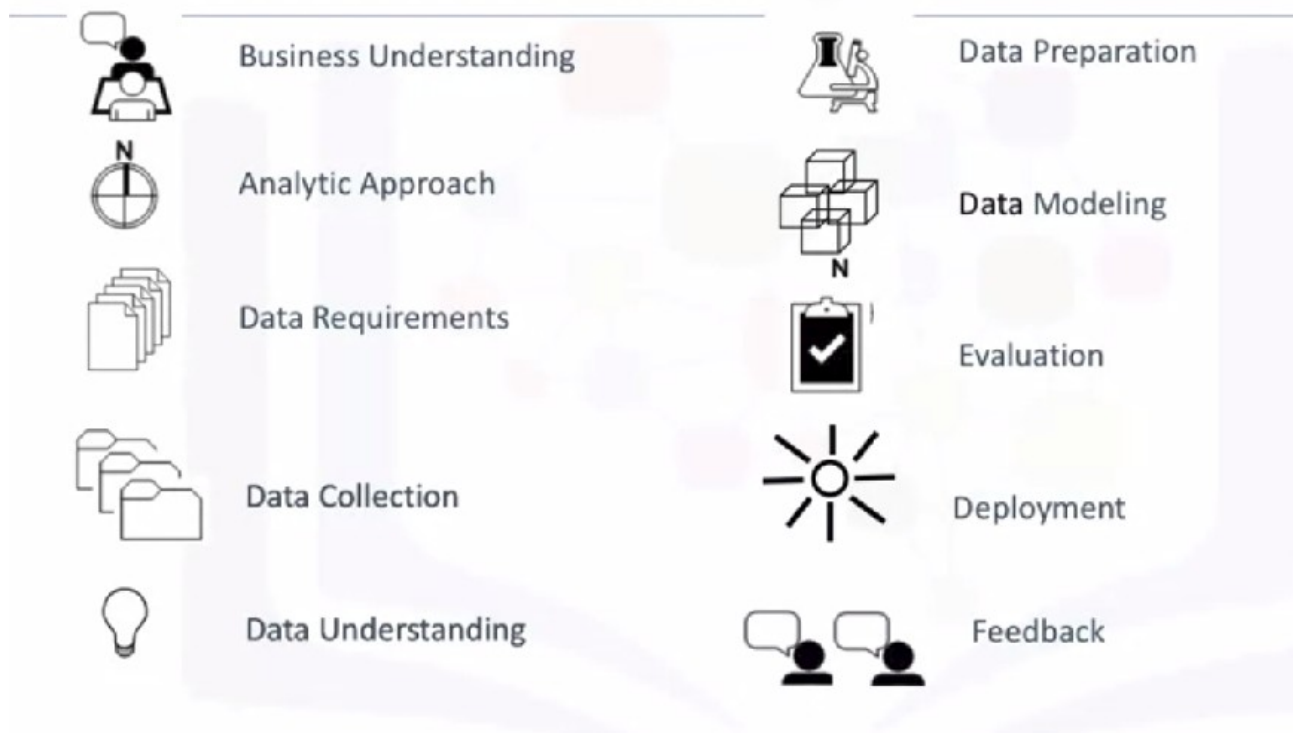 Business Understanding
N
Analytic Approach
Data Requirements
Data Collection
Data Understanding
Data Preparation
Data Modeling
N
Evaluation
Deployment
Feedback